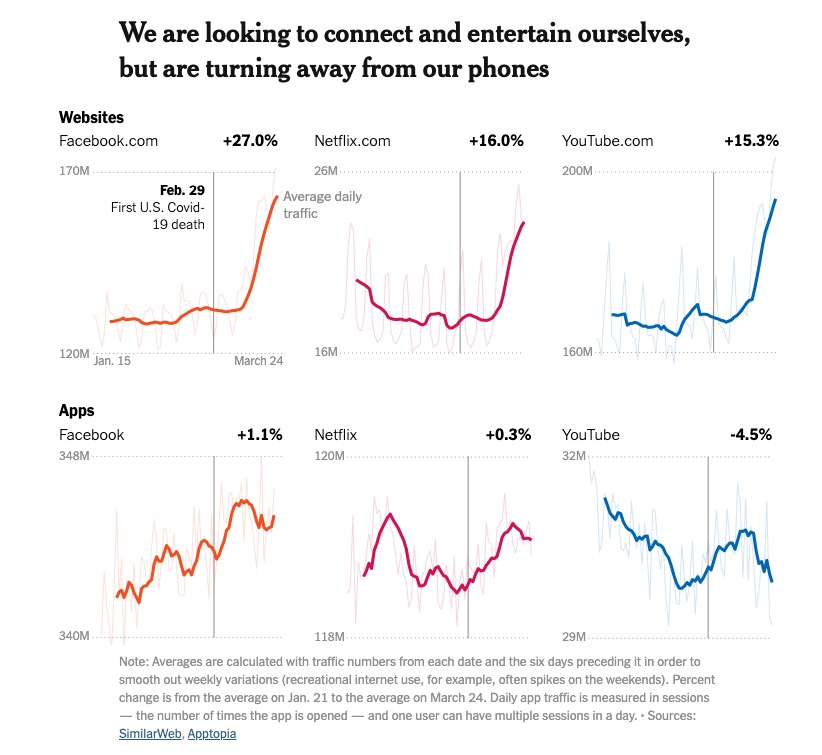 We are looking to connect and entertain ourselves,
but are turning away from our phones
Websites
Facebook.com +27.0%
Netflix.com +16.0%
YouTube.com +15.3%
170M
Feb. 29
First U.S. Covid-
19 death
Average daily
traffic
120M
Jan. 15
March 24
26M
16M
200M
160M
Apps
Facebook +1.1%
Netflix +0.3%
YouTube -4.5%
348M
340M
120M
118M
32M
29M
Note: Averages are calculated with traffic numbers from each date and the six days preceding it in order to
smooth out weekly variations (recreational internet use, for example, often spikes on the weekends). Percent
change is from the average on Jan. 21 to the average on March 24. Daily app traffic is measured in sessions
— the number of times the app is opened — and one user can have multiple sessions in a day. • Sources:
SimilarWeb, Apptopia